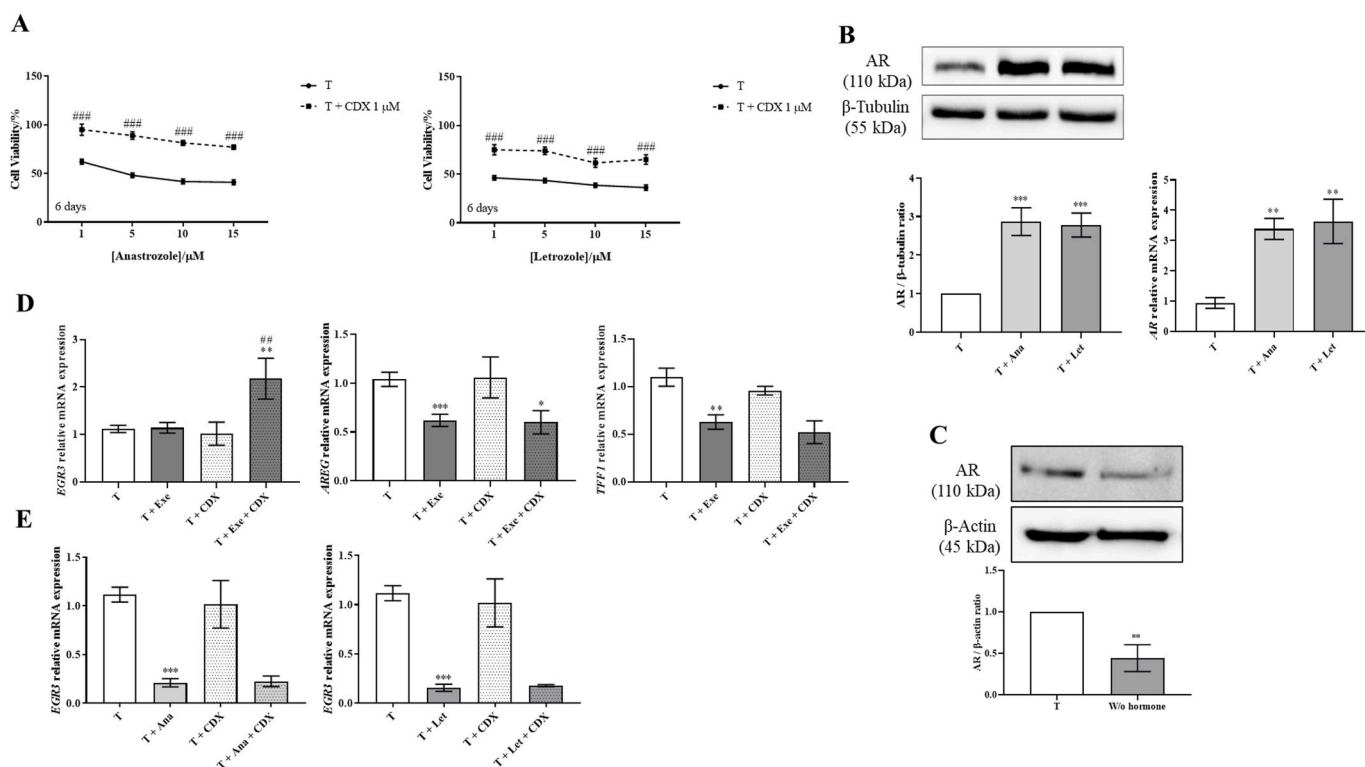 A
T
T + CDX 1 µM
150
100
50
0
Cell Viability/%
### ### ### ###
6 days
1 5 10 15
[Anastrozole]/µM
T
T + CDX 1 µM
150
100
50
0
Cell Viability/%
### ### ### ###
6 days
1 5 10 15
[Letrozole]/µM
B
AR
(110 kDa)
β-Tubulin
(55 kDa)
AR / β-tubulin ratio
4
3
2
1
0
*** ***
T T + Ana T + Let
AR relative mRNA expression
5
4
3
2
1
0
** **
T T + Ana T + Let
C
AR
(110 kDa)
β-Actin
(45 kDa)
AR / β-actin ratio
1.5
1.0
0.5
0.0
**
T W/o hormone
D
EGR3 relative mRNA expression
3
2
1
0
##
**
T T + Exe T + CDX T + Exe + CDX
AREG relative mRNA expression
1.5
1.0
0.5
0.0
*** *
T T + Exe T + CDX T + Exe + CDX
TFF1 relative mRNA expression
1.5
1.0
0.5
0.0
**
T T + Exe T + CDX T + Exe + CDX
E
EGR3 relative mRNA expression
1.5
1.0
0.5
0.0
***
T T + Ana T + CDX T + Ana + CDX
EGR3 relative mRNA expression
1.5
1.0
0.5
0.0
***
T T + Let T + CDX T + Let + CDX